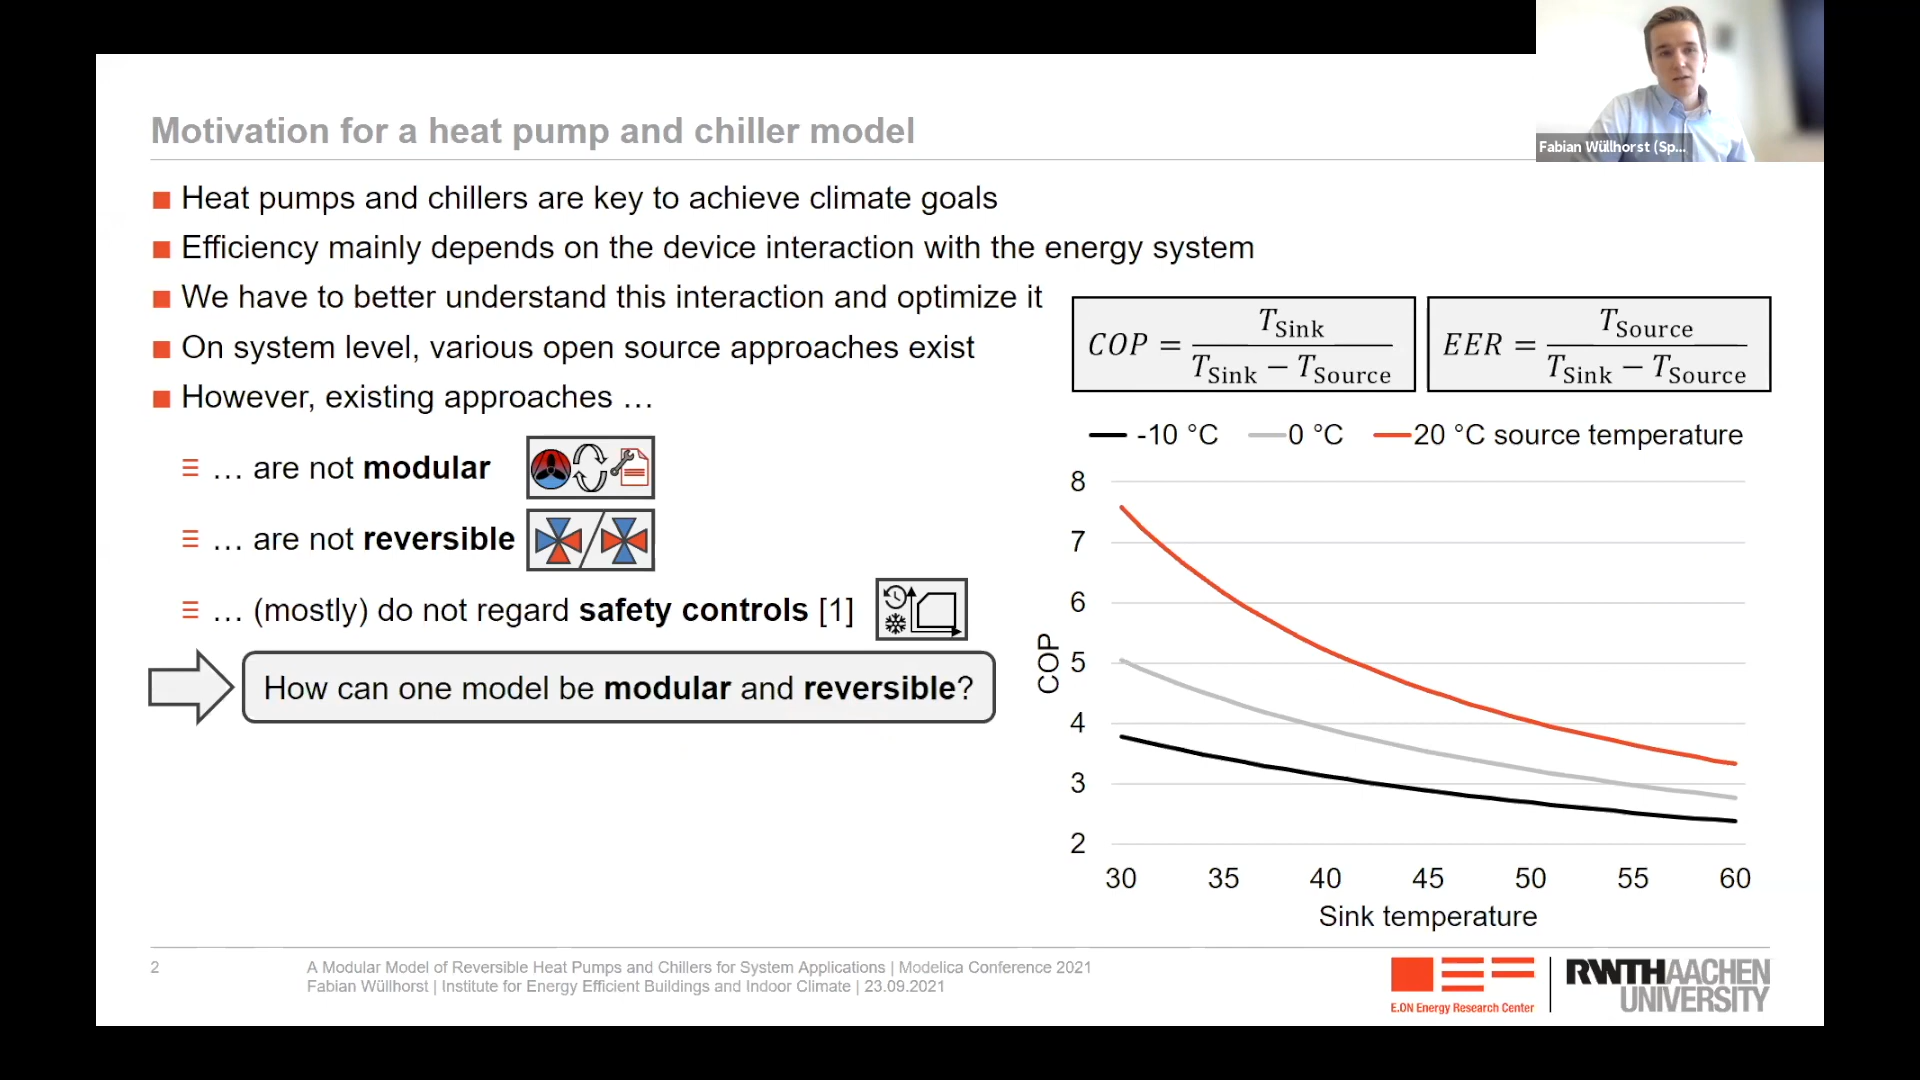 Fabian Wüllhorst (Sp...
Motivation for a heat pump and chiller model
Heat pumps and chillers are key to achieve climate goals
Efficiency mainly depends on the device interaction with the energy system
We have to better understand this interaction and optimize it
On system level, various open source approaches exist
However, existing approaches …
… are not modular
… are not reversible
… (mostly) do not regard safety controls [1]
How can one model be modular and reversible?
COP = T_Sink / (T_Sink − T_Source)
EER = T_Source / (T_Sink − T_Source)
-10 °C 0 °C 20 °C source temperature
COP
8
7
6
5
4
3
2
30 35 40 45 50 55 60
Sink temperature
2
A Modular Model of Reversible Heat Pumps and Chillers for System Applications | Modelica Conference 2021
Fabian Wüllhorst | Institute for Energy Efficient Buildings and Indoor Climate | 23.09.2021
E.ON Energy Research Center
RWTHAACHEN
UNIVERSITY